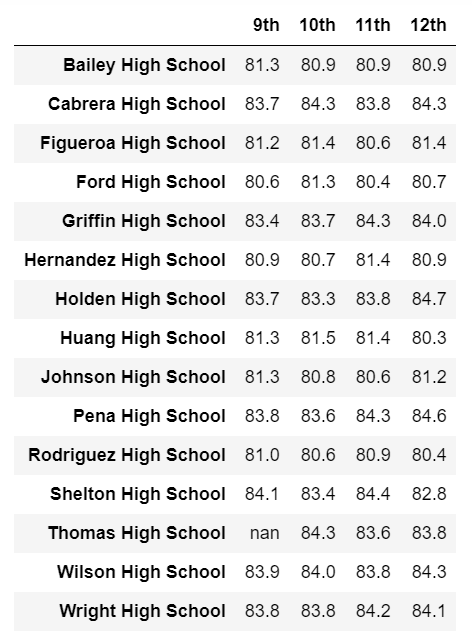 9th 10th 11th 12th
Bailey High School 81.3 80.9 80.9 80.9
Cabrera High School 83.7 84.3 83.8 84.3
Figueroa High School 81.2 81.4 80.6 81.4
Ford High School 80.6 81.3 80.4 80.7
Griffin High School 83.4 83.7 84.3 84.0
Hernandez High School 80.9 80.7 81.4 80.9
Holden High School 83.7 83.3 83.8 84.7
Huang High School 81.3 81.5 81.4 80.3
Johnson High School 81.3 80.8 80.6 81.2
Pena High School 83.8 83.6 84.3 84.6
Rodriguez High School 81.0 80.6 80.9 80.4
Shelton High School 84.1 83.4 84.4 82.8
Thomas High School nan 84.3 83.6 83.8
Wilson High School 83.9 84.0 83.8 84.3
Wright High School 83.8 83.8 84.2 84.1